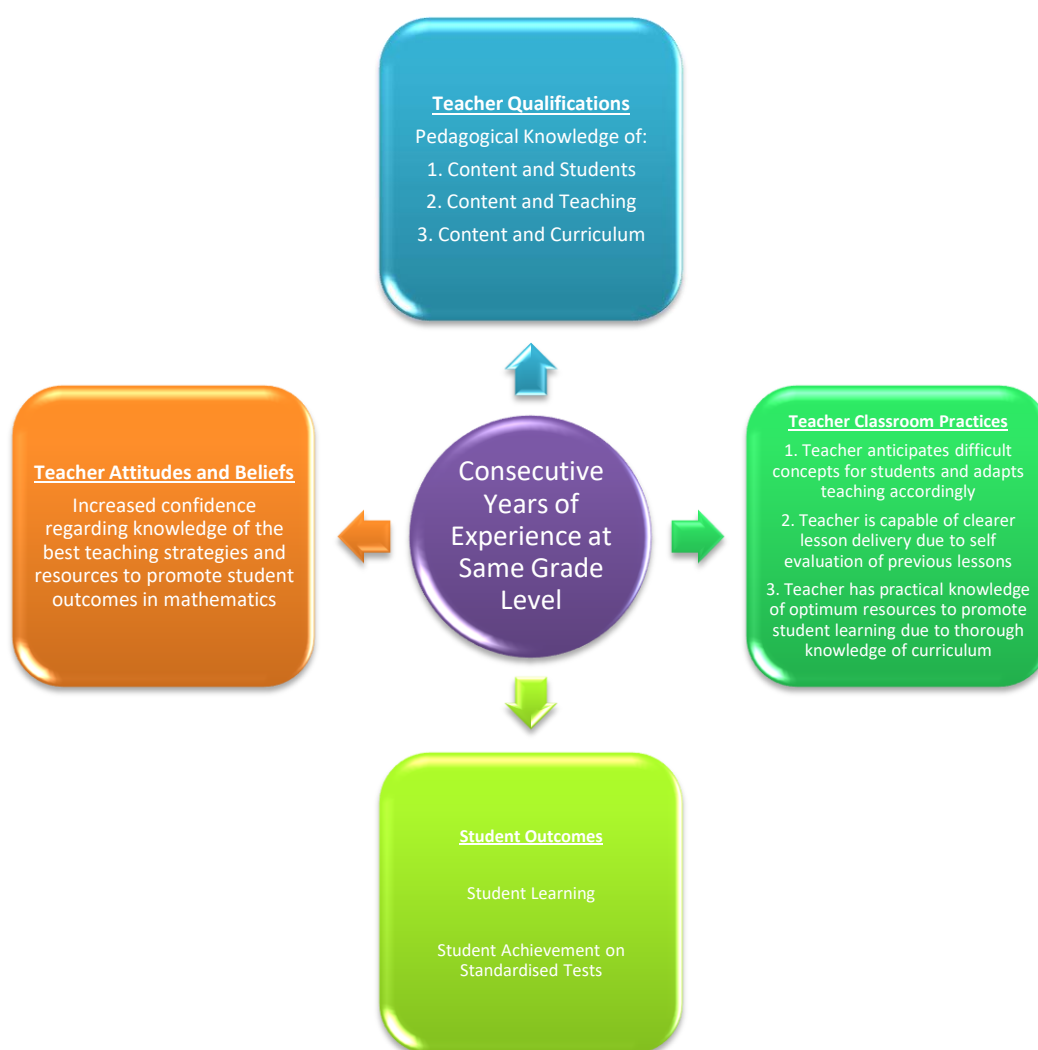 Teacher Qualifications
Pedagogical Knowledge of:
1. Content and Students
2. Content and Teaching
3. Content and Curriculum
Teacher Attitudes and Beliefs
Increased confidence
regarding knowledge of the
best teaching strategies and
resources to promote student
outcomes in mathematics
Consecutive
Years of
Experience at
Same Grade
Level
Teacher Classroom Practices
1. Teacher anticipates difficult
concepts for students and adapts
teaching accordingly
2. Teacher is capable of clearer
lesson delivery due to self
evaluation of previous lessons
3. Teacher has practical knowledge
of optimum resources to promote
student learning due to thorough
knowledge of curriculum
Student Outcomes
Student Learning
Student Achievement on
Standardised Tests